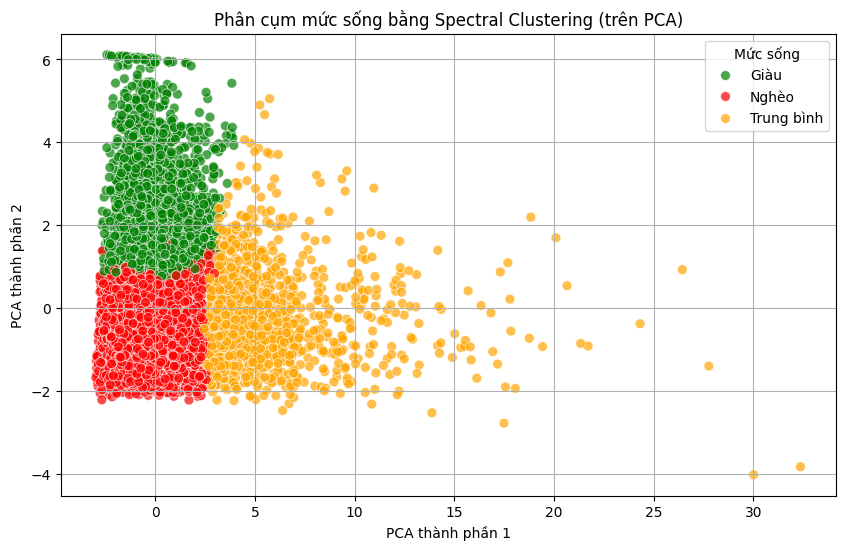 Phân cụm mức sống bằng Spectral Clustering (trên PCA)
Mức sống
Giàu
Nghèo
Trung bình
PCA thành phần 2
6
4
2
0
−2
−4
0
5
10
15
20
25
30
PCA thành phần 1